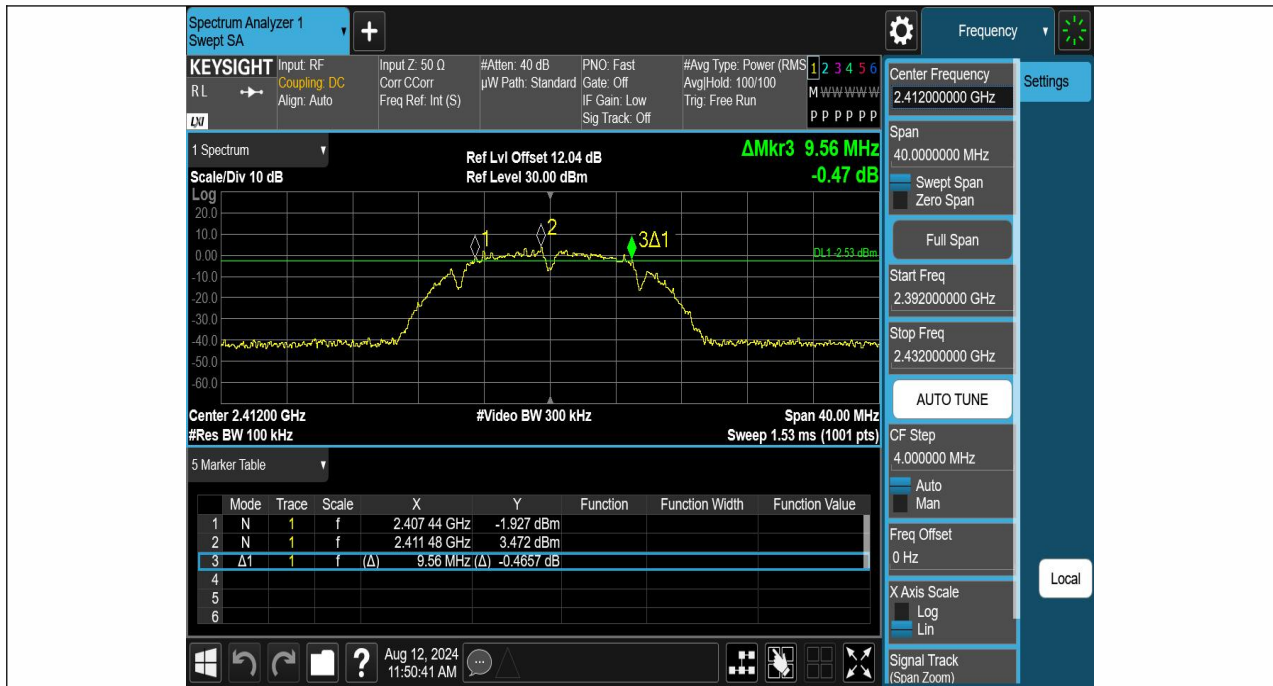 Spectrum Analyzer 1
Swept SA
+
Frequency
KEYSIGHT
RL
LXI
Input: RF
Coupling: DC
Align: Auto
Input Z: 50 Ω
Corr CCorr
Freq Ref: Int (S)
#Atten: 40 dB
µW Path: Standard
PNO: Fast
Gate: Off
IF Gain: Low
Sig Track: Off
#Avg Type: Power (RMS
Avg|Hold: 100/100
Trig: Free Run
1 2 3 4 5 6
M W W W W W
P P P P P P
Center Frequency
2.412000000 GHz
Settings
Span
40.0000000 MHz
Swept Span
Zero Span
Full Span
Start Freq
2.392000000 GHz
Stop Freq
2.432000000 GHz
AUTO TUNE
CF Step
4.000000 MHz
Auto
Man
Freq Offset
0 Hz
X Axis Scale
Log
Lin
Signal Track
(Span Zoom)
Local
1 Spectrum
Scale/Div 10 dB
Ref Lvl Offset 12.04 dB
Ref Level 30.00 dBm
ΔMkr3 9.56 MHz
-0.47 dB
Log
20.0
10.0
0.00
-10.0
-20.0
-30.0
-40.0
-50.0
-60.0
1
2
3Δ1
DL1 -2.53 dBm
Center 2.41200 GHz
#Res BW 100 kHz
#Video BW 300 kHz
Span 40.00 MHz
Sweep 1.53 ms (1001 pts)
5 Marker Table
Mode Trace Scale X Y Function Function Width Function Value
1 N 1 f 2.407 44 GHz -1.927 dBm
2 N 1 f 2.411 48 GHz 3.472 dBm
3 Δ1 1 f (Δ) 9.56 MHz (Δ) -0.4657 dB
4
5
6
?
Aug 12, 2024
11:50:41 AM